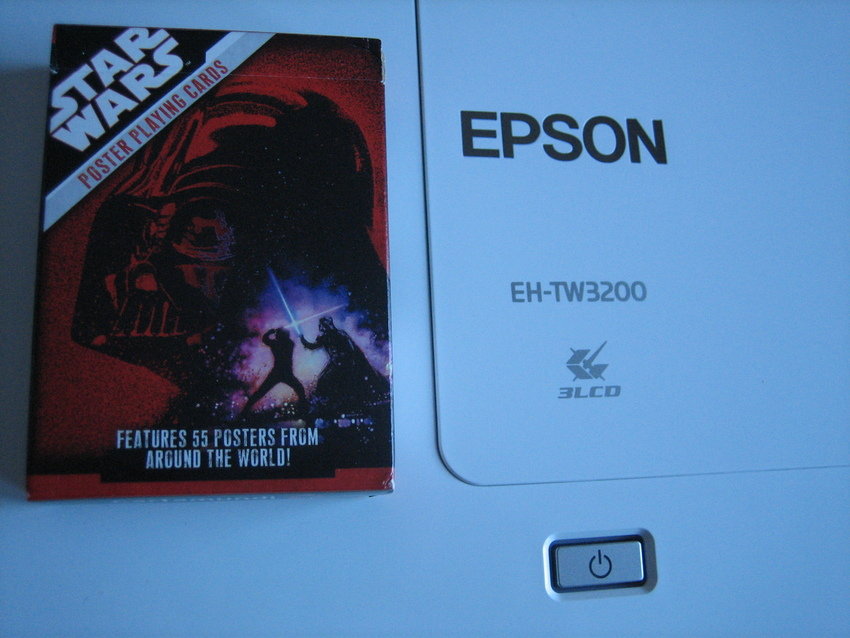 STAR
WARS
POSTER PLAYING CARDS
FEATURES 55 POSTERS FROM
AROUND THE WORLD!
EPSON
EH-TW3200
3LCD